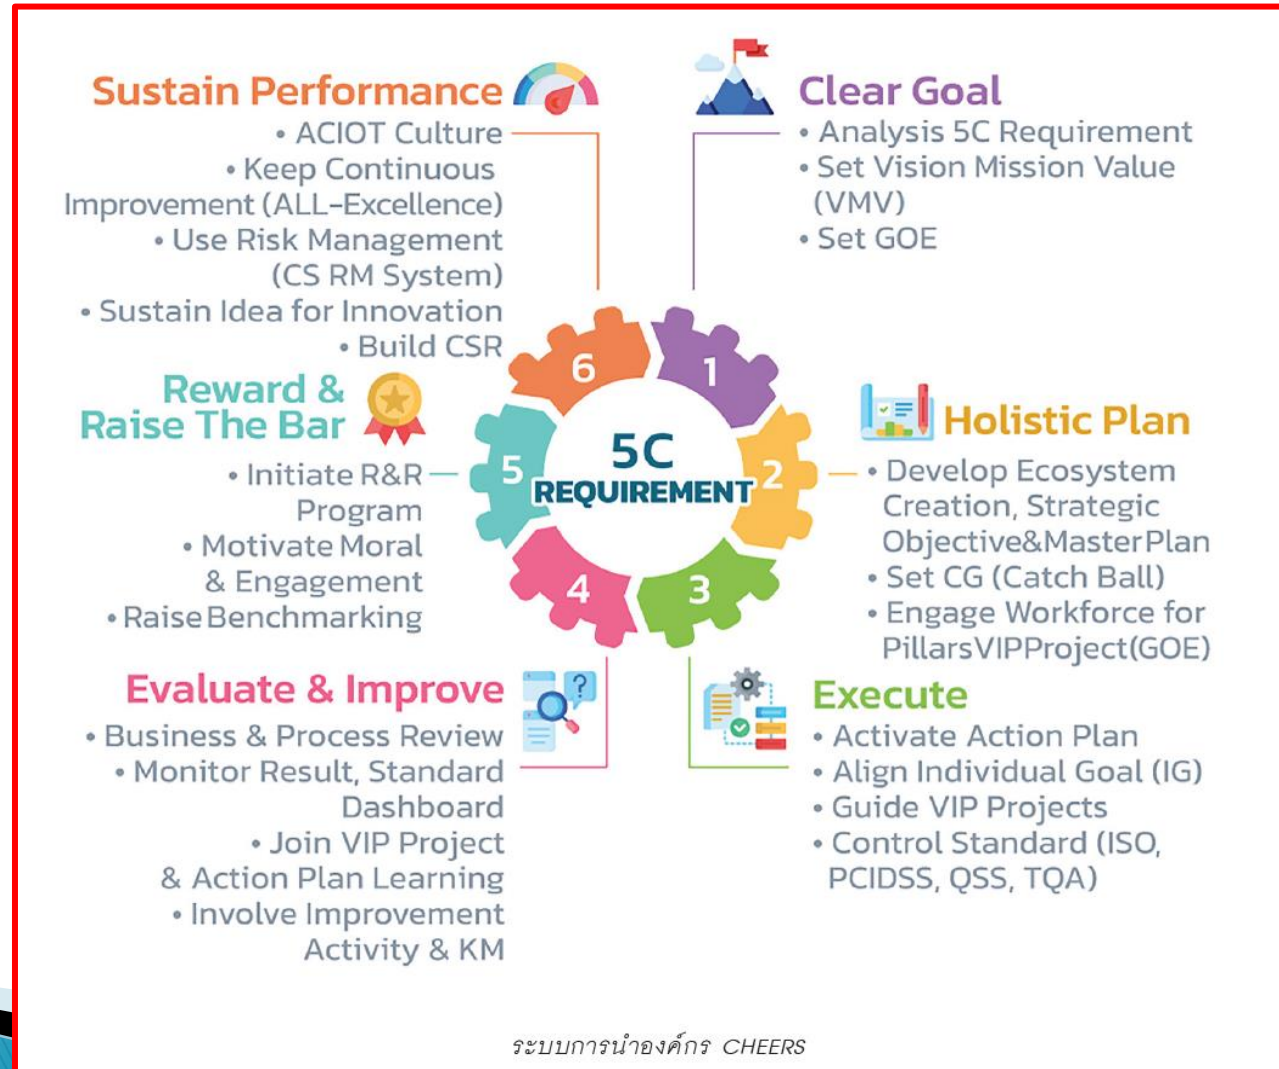 Clear Goal
• Analysis 5C Requirement
• Set Vision Mission Value
(VMV)
• Set GOE
Holistic Plan
• Develop Ecosystem
Creation, Strategic
Objective&MasterPlan
• Set CG (Catch Ball)
• Engage Workforce for
PillarsVIPProject(GOE)
Execute
• Activate Action Plan
• Align Individual Goal (IG)
• Guide VIP Projects
• Control Standard (ISO,
PCIDSS, QSS, TQA)
Evaluate & Improve
• Business & Process Review
• Monitor Result, Standard
Dashboard
• Join VIP Project
& Action Plan Learning
• Involve Improvement
Activity & KM
Reward &
Raise The Bar
• Initiate R&R
Program
• Motivate Moral
& Engagement
• Raise Benchmarking
Sustain Performance
• ACIOT Culture
• Keep Continuous
Improvement (ALL-Excellence)
• Use Risk Management
(CS RM System)
• Sustain Idea for Innovation
• Build CSR
1
2
3
4
5
6
5C
REQUIREMENT
?
ระบบการนำองค์กร CHEERS